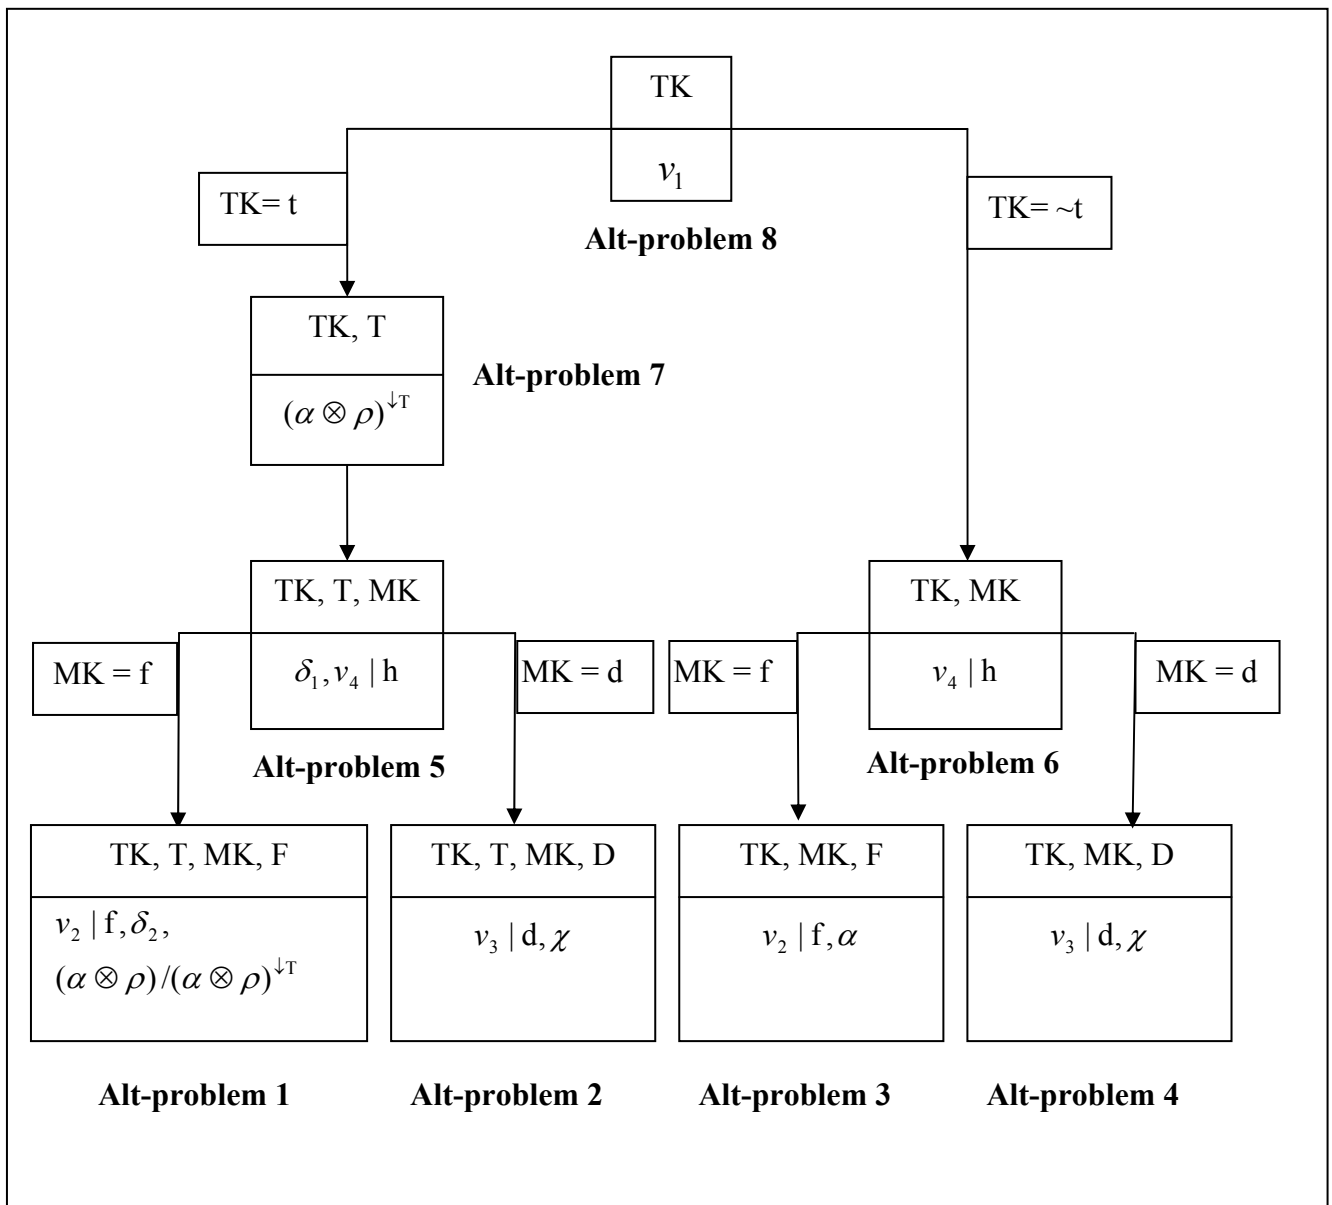 TK
v₁
TK= t
TK= ~t
Alt-problem 8
TK, T
Alt-problem 7
(α ⊗ ρ)^↓T
TK, T, MK
TK, MK
MK = f
δ₁, v₄ | h
MK = d
MK = f
v₄ | h
MK = d
Alt-problem 5
Alt-problem 6
TK, T, MK, F
TK, T, MK, D
TK, MK, F
TK, MK, D
v₂ | f, δ₂,
(α ⊗ ρ)/(α ⊗ ρ)^↓T
v₃ | d, χ
v₂ | f, α
v₃ | d, χ
Alt-problem 1
Alt-problem 2
Alt-problem 3
Alt-problem 4